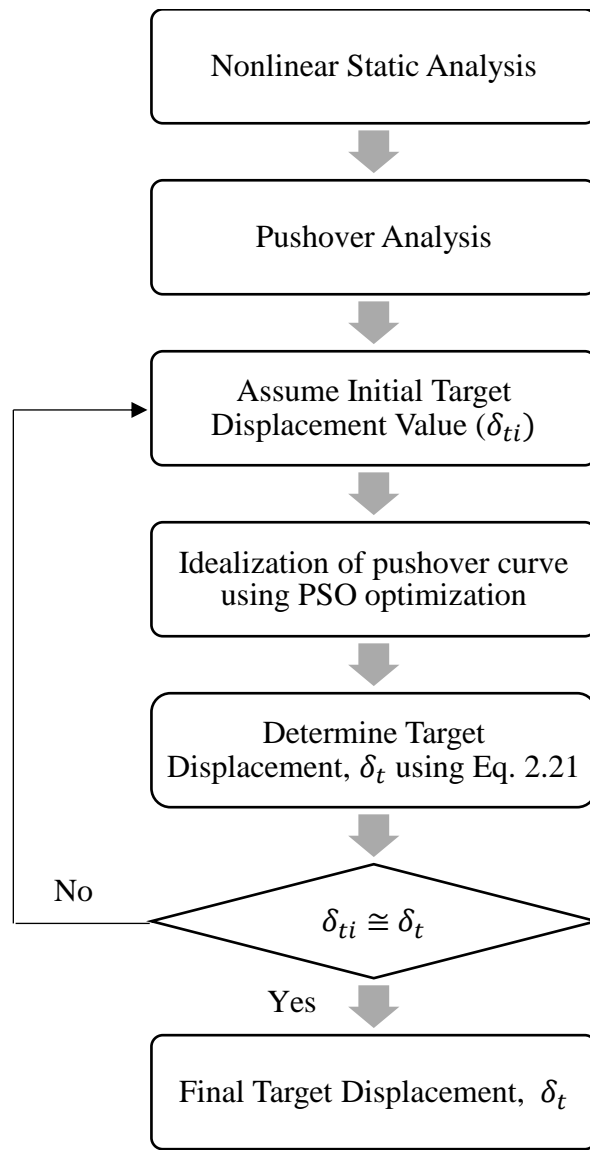 Nonlinear Static Analysis
Pushover Analysis
Assume Initial Target
Displacement Value (δₜᵢ)
Idealization of pushover curve
using PSO optimization
Determine Target
Displacement, δₜ using Eq. 2.21
No
δₜᵢ ≅ δₜ
Yes
Final Target Displacement, δₜ